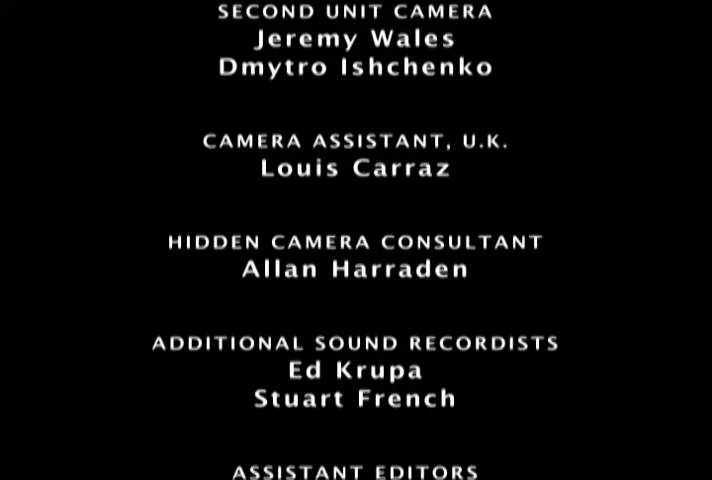 SECOND UNIT CAMERA
Jeremy Wales
Dmytro Ishchenko
CAMERA ASSISTANT, U.K.
Louis Carraz
HIDDEN CAMERA CONSULTANT
Allan Harraden
ADDITIONAL SOUND RECORDISTS
Ed Krupa
Stuart French
ASSISTANT EDITORS